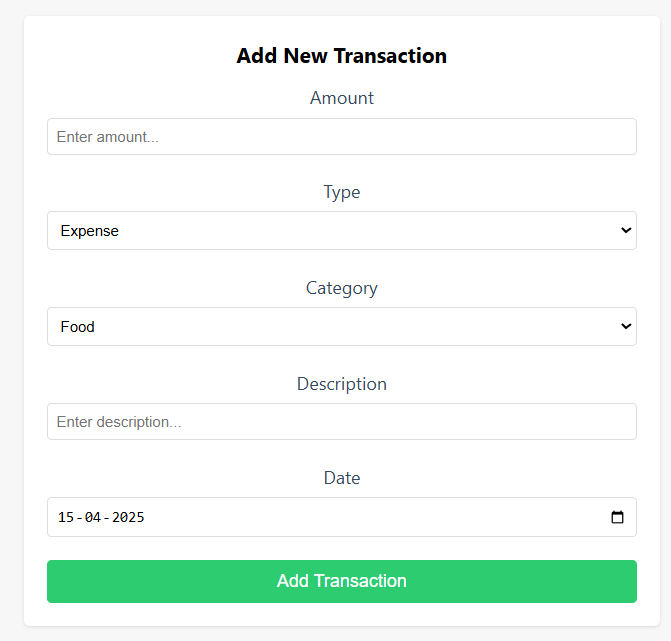 Add New Transaction
Amount
Enter amount...
Type
Expense
Category
Food
Description
Enter description...
Date
15-04-2025
Add Transaction